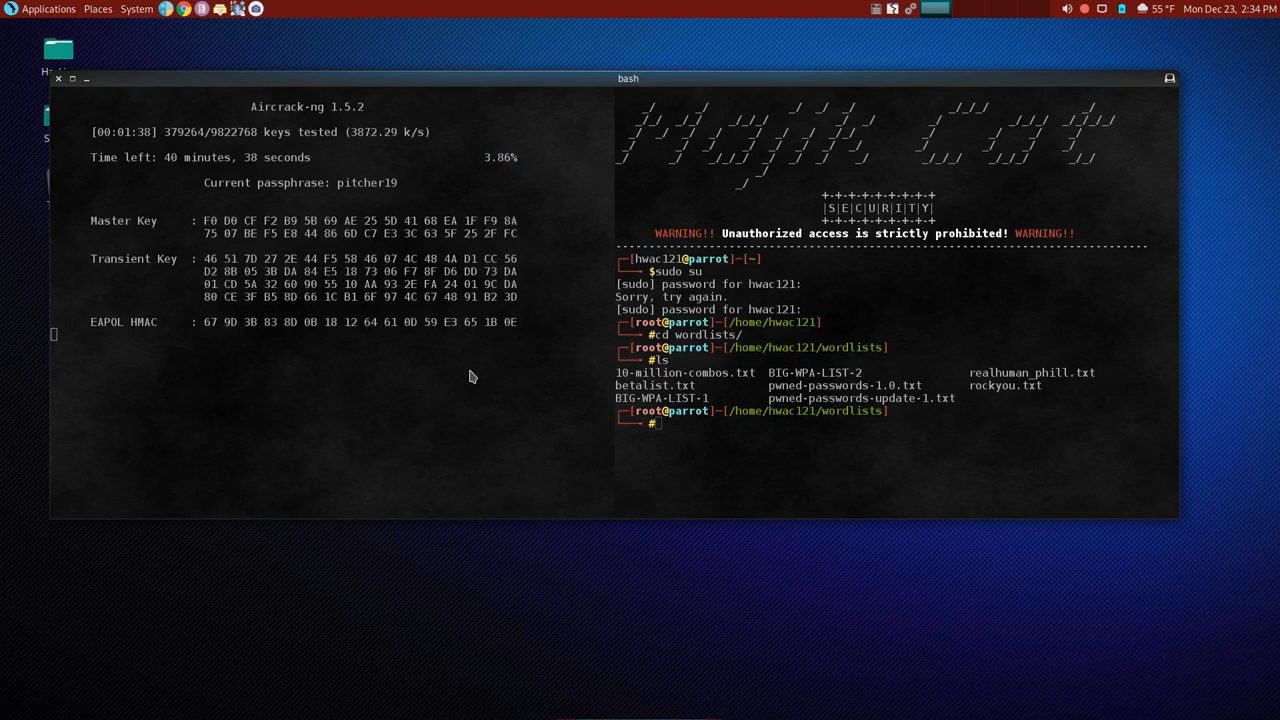 Applications Places System
55 °F Mon Dec 23, 2:34 PM
bash
Aircrack-ng 1.5.2
[00:01:38] 379264/9822768 keys tested (3872.29 k/s)
Time left: 40 minutes, 38 seconds 3.86%
Current passphrase: pitcher19
Master Key : F0 D0 CF F2 B9 5B 69 AE 25 5D 41 68 EA 1F F9 8A
75 07 BE F5 E8 44 86 6D C7 E3 3C 63 5F 25 2F FC
Transient Key : 46 51 7D 27 2E 44 F5 58 46 07 4C 48 4A D1 CC 56
D2 8B 05 3B DA 84 E5 18 73 06 F7 8F D6 DD 73 DA
01 CD 5A 32 60 90 55 10 AA 93 2E FA 24 01 9C DA
80 CE 3F B5 8D 66 1C B1 6F 97 4C 67 48 91 B2 3D
EAPOL HMAC : 67 9D 3B 83 8D 0B 18 12 64 61 0D 59 E3 65 1B 0E
|S|E|C|U|R|I|T|Y|
WARNING!! Unauthorized access is strictly prohibited! WARNING!!
[hwac121@parrot]-[~]
$sudo su
[sudo] password for hwac121:
Sorry, try again.
[sudo] password for hwac121:
[root@parrot]-[/home/hwac121]
#cd wordlists/
[root@parrot]-[/home/hwac121/wordlists]
#ls
10-million-combos.txt BIG-WPA-LIST-2 realhuman_phill.txt
betalist.txt pwned-passwords-1.0.txt rockyou.txt
BIG-WPA-LIST-1 pwned-passwords-update-1.txt
[root@parrot]-[/home/hwac121/wordlists]
#